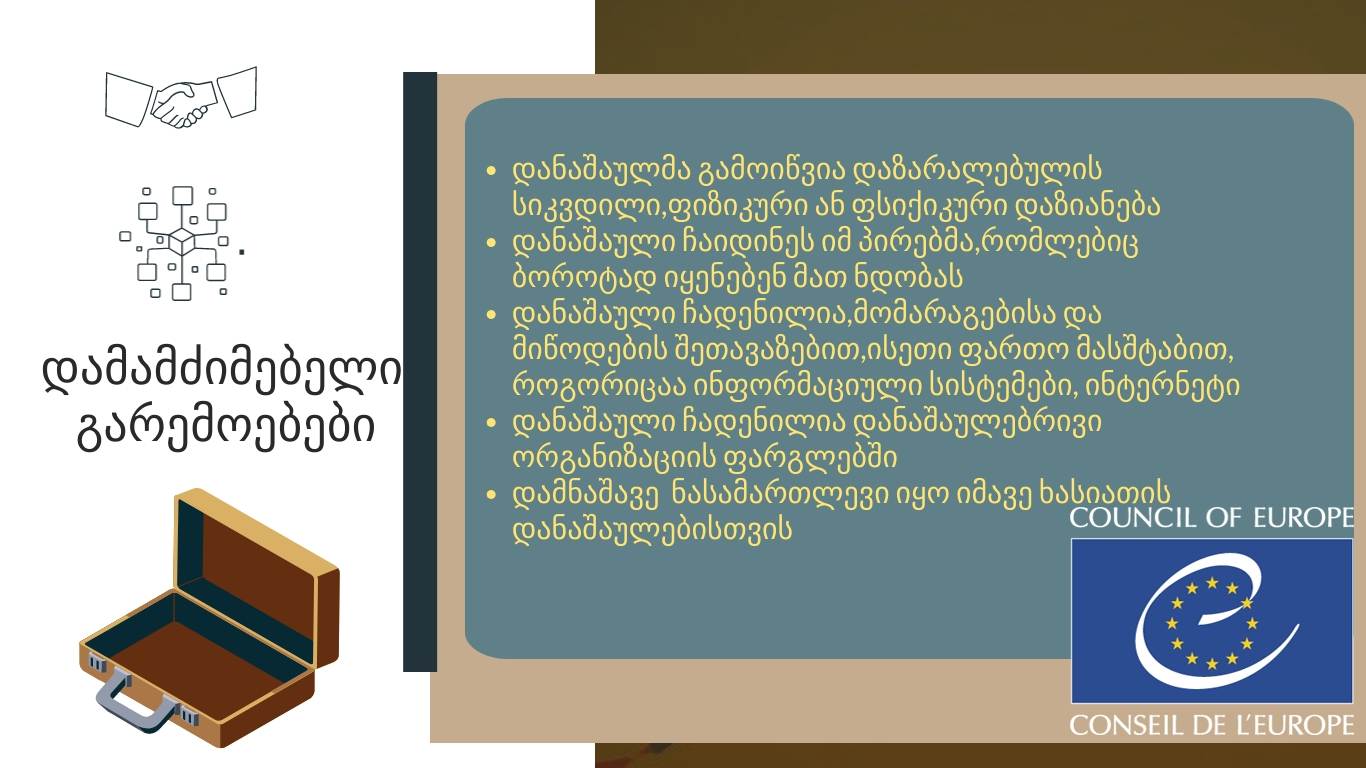 დამამძიმებელი
გარემოებები
• დანაშაულმა გამოიწვია დაზარალებულის
სიკვდილი,ფიზიკური ან ფსიქიკური დაზიანება
• დანაშაული ჩაიდინეს იმ პირებმა,რომლებიც
ბოროტად იყენებენ მათ ნდობას
• დანაშაული ჩადენილია,მომარაგებისა და
მიწოდების შეთავაზებით,ისეთი ფართო მასშტაბით,
როგორიცაა ინფორმაციული სისტემები, ინტერნეტი
• დანაშაული ჩადენილია დანაშაულებრივი
ორგანიზაციის ფარგლებში
• დამნაშავე ნასამართლევი იყო იმავე ხასიათის
დანაშაულებისთვის
COUNCIL OF EUROPE
CONSEIL DE L'EUROPE